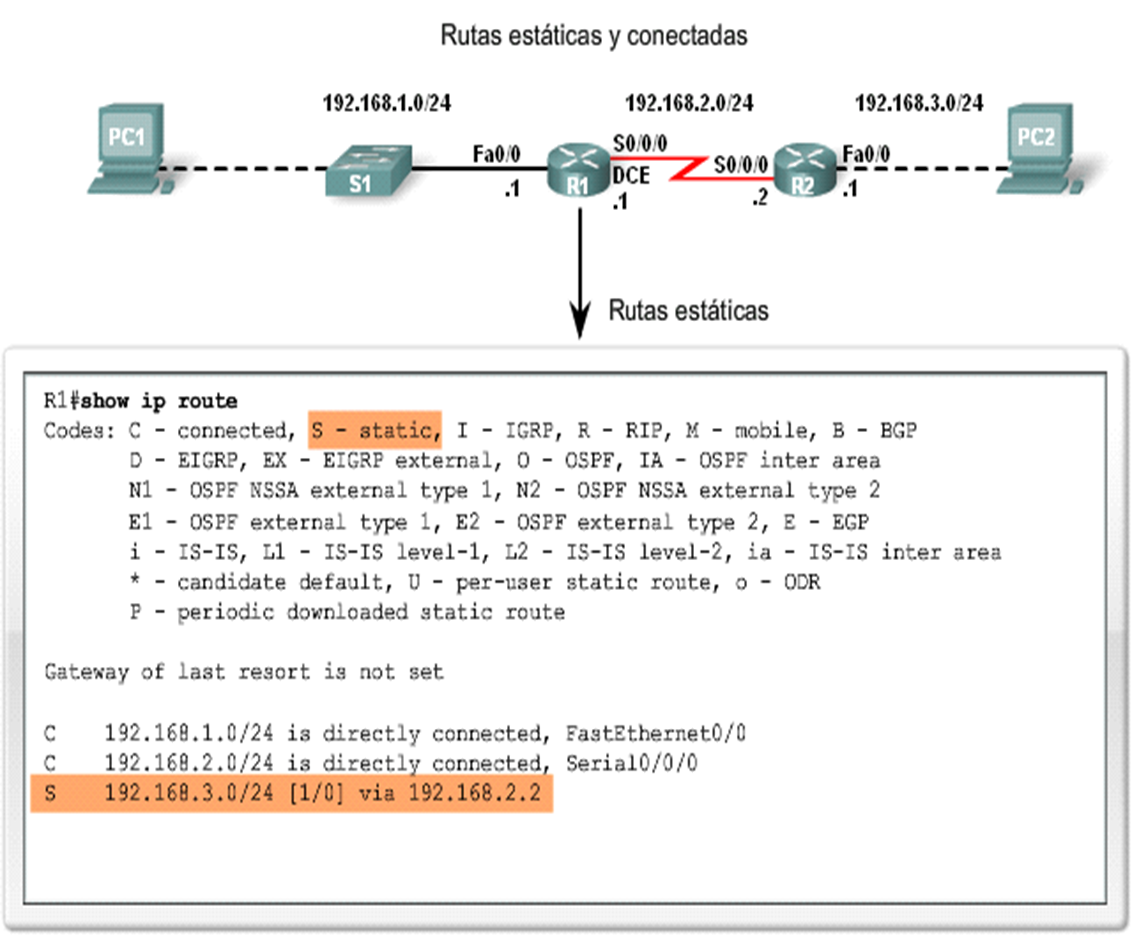 Rutas estáticas y conectadas
192.168.1.0/24
192.168.2.0/24
192.168.3.0/24
PC1
S1
Fa0/0
.1
R1
S0/0/0
DCE
.1
S0/0/0
.2
R2
Fa0/0
.1
PC2
Rutas estáticas
R1#show ip route
Codes: C - connected, S - static, I - IGRP, R - RIP, M - mobile, B - BGP
D - EIGRP, EX - EIGRP external, O - OSPF, IA - OSPF inter area
N1 - OSPF NSSA external type 1, N2 - OSPF NSSA external type 2
E1 - OSPF external type 1, E2 - OSPF external type 2, E - EGP
i - IS-IS, L1 - IS-IS level-1, L2 - IS-IS level-2, ia - IS-IS inter area
* - candidate default, U - per-user static route, o - ODR
P - periodic downloaded static route
Gateway of last resort is not set
C 192.168.1.0/24 is directly connected, FastEthernet0/0
C 192.168.2.0/24 is directly connected, Serial0/0/0
S 192.168.3.0/24 [1/0] via 192.168.2.2